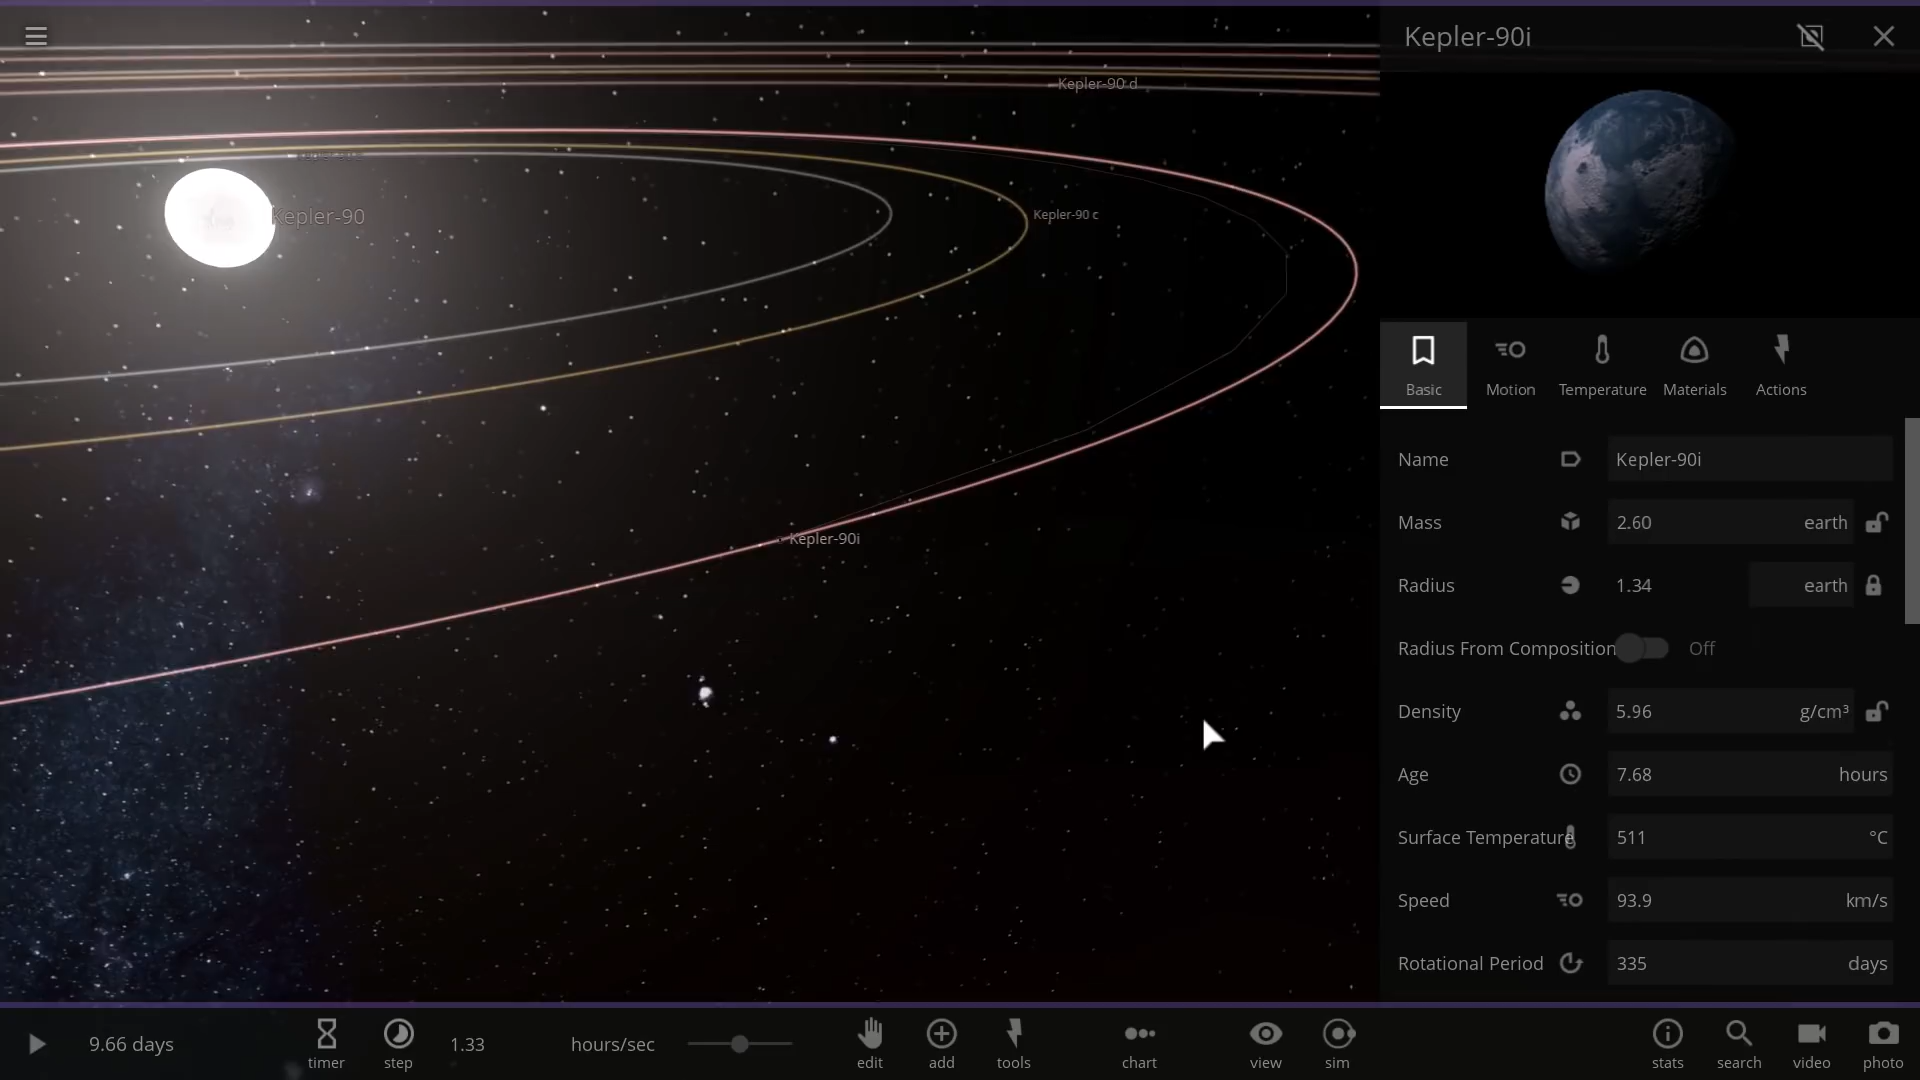 Kepler-90i
Kepler-90 d
Kepler-90
Kepler-90 c
Kepler-90i
Basic
Motion
Temperature
Materials
Actions
Name Kepler-90i
Mass 2.60 earth
Radius 1.34 earth
Radius From Composition Off
Density 5.96 g/cm³
Age 7.68 hours
Surface Temperature 511 °C
Speed 93.9 km/s
Rotational Period 335 days
9.66 days
timer
step
1.33 hours/sec
edit
add
tools
chart
view
sim
stats
search
video
photo